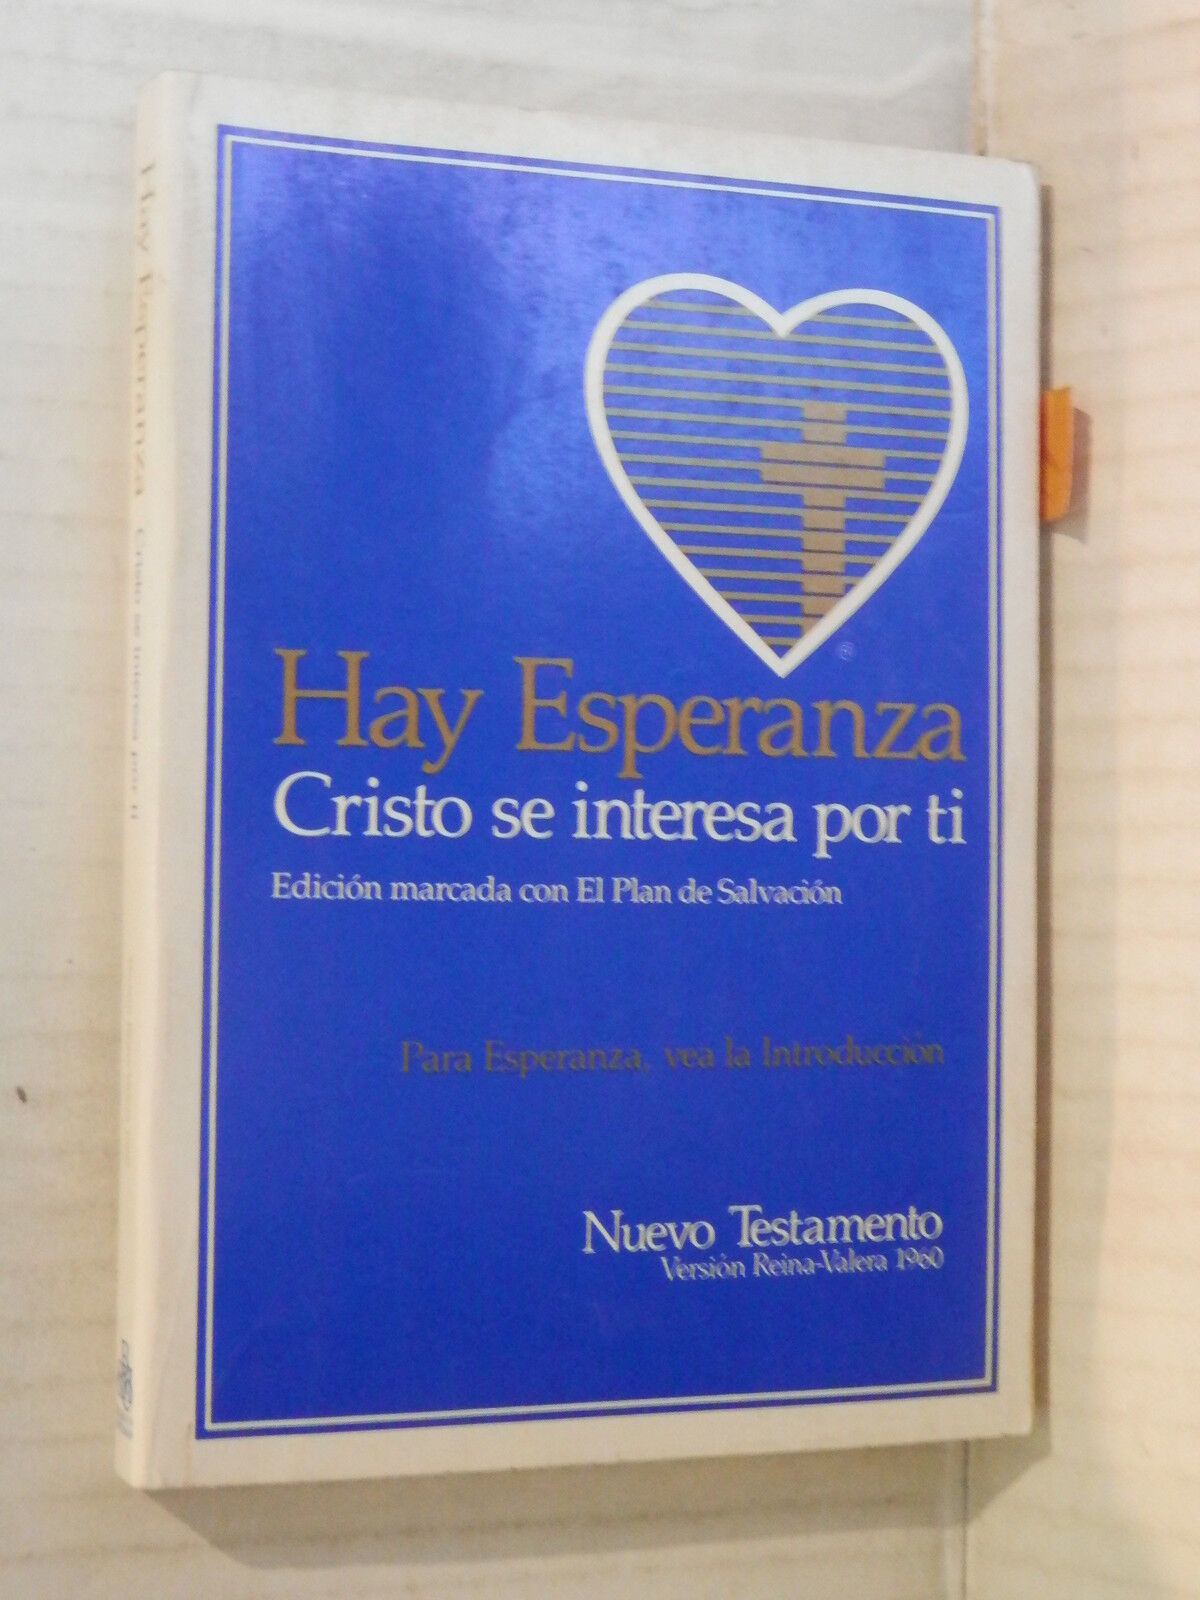 Hay Esperanza
Cristo se interesa por ti
Edición marcada con El Plan de Salvación
Para Esperanza, vea la Introducción
Nuevo Testamento
Versión Reina-Valera 1960
®
Hay Esperanza Cristo se interesa por ti